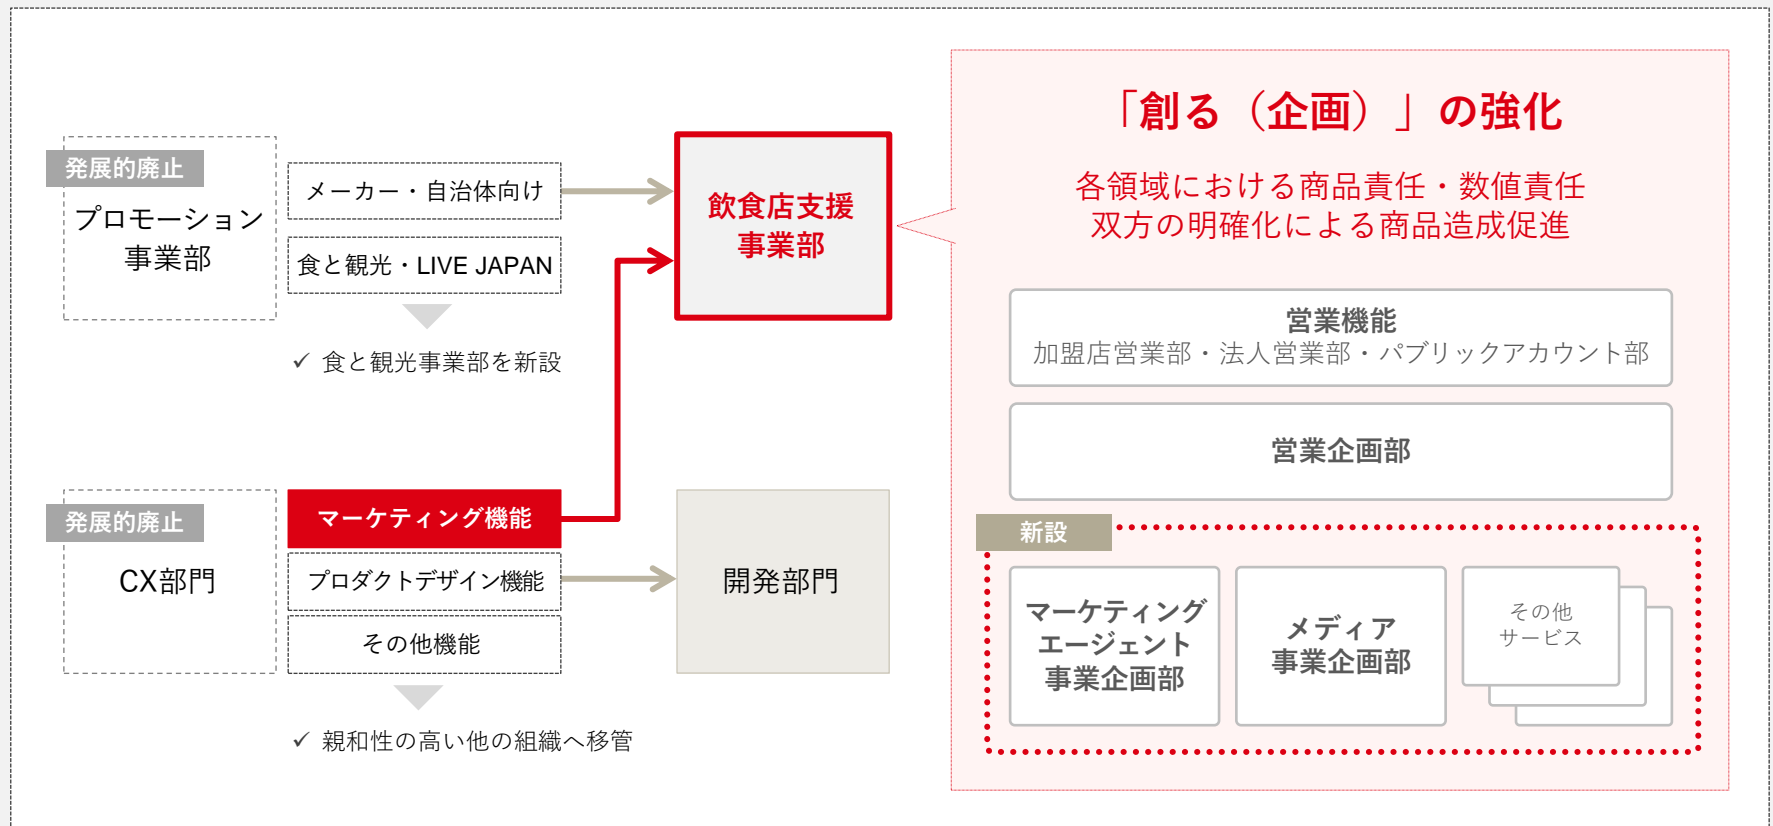 発展的廃止
プロモーション
事業部
メーカー・自治体向け
食と観光・LIVE JAPAN
✓ 食と観光事業部を新設
発展的廃止
CX部門
マーケティング機能
プロダクトデザイン機能
その他機能
✓ 親和性の高い他の組織へ移管
飲食店支援
事業部
開発部門
「創る（企画）」の強化
各領域における商品責任・数値責任
双方の明確化による商品造成促進
営業機能
加盟店営業部・法人営業部・パブリックアカウント部
営業企画部
新設
マーケティング
エージェント
事業企画部
メディア
事業企画部
その他
サービス